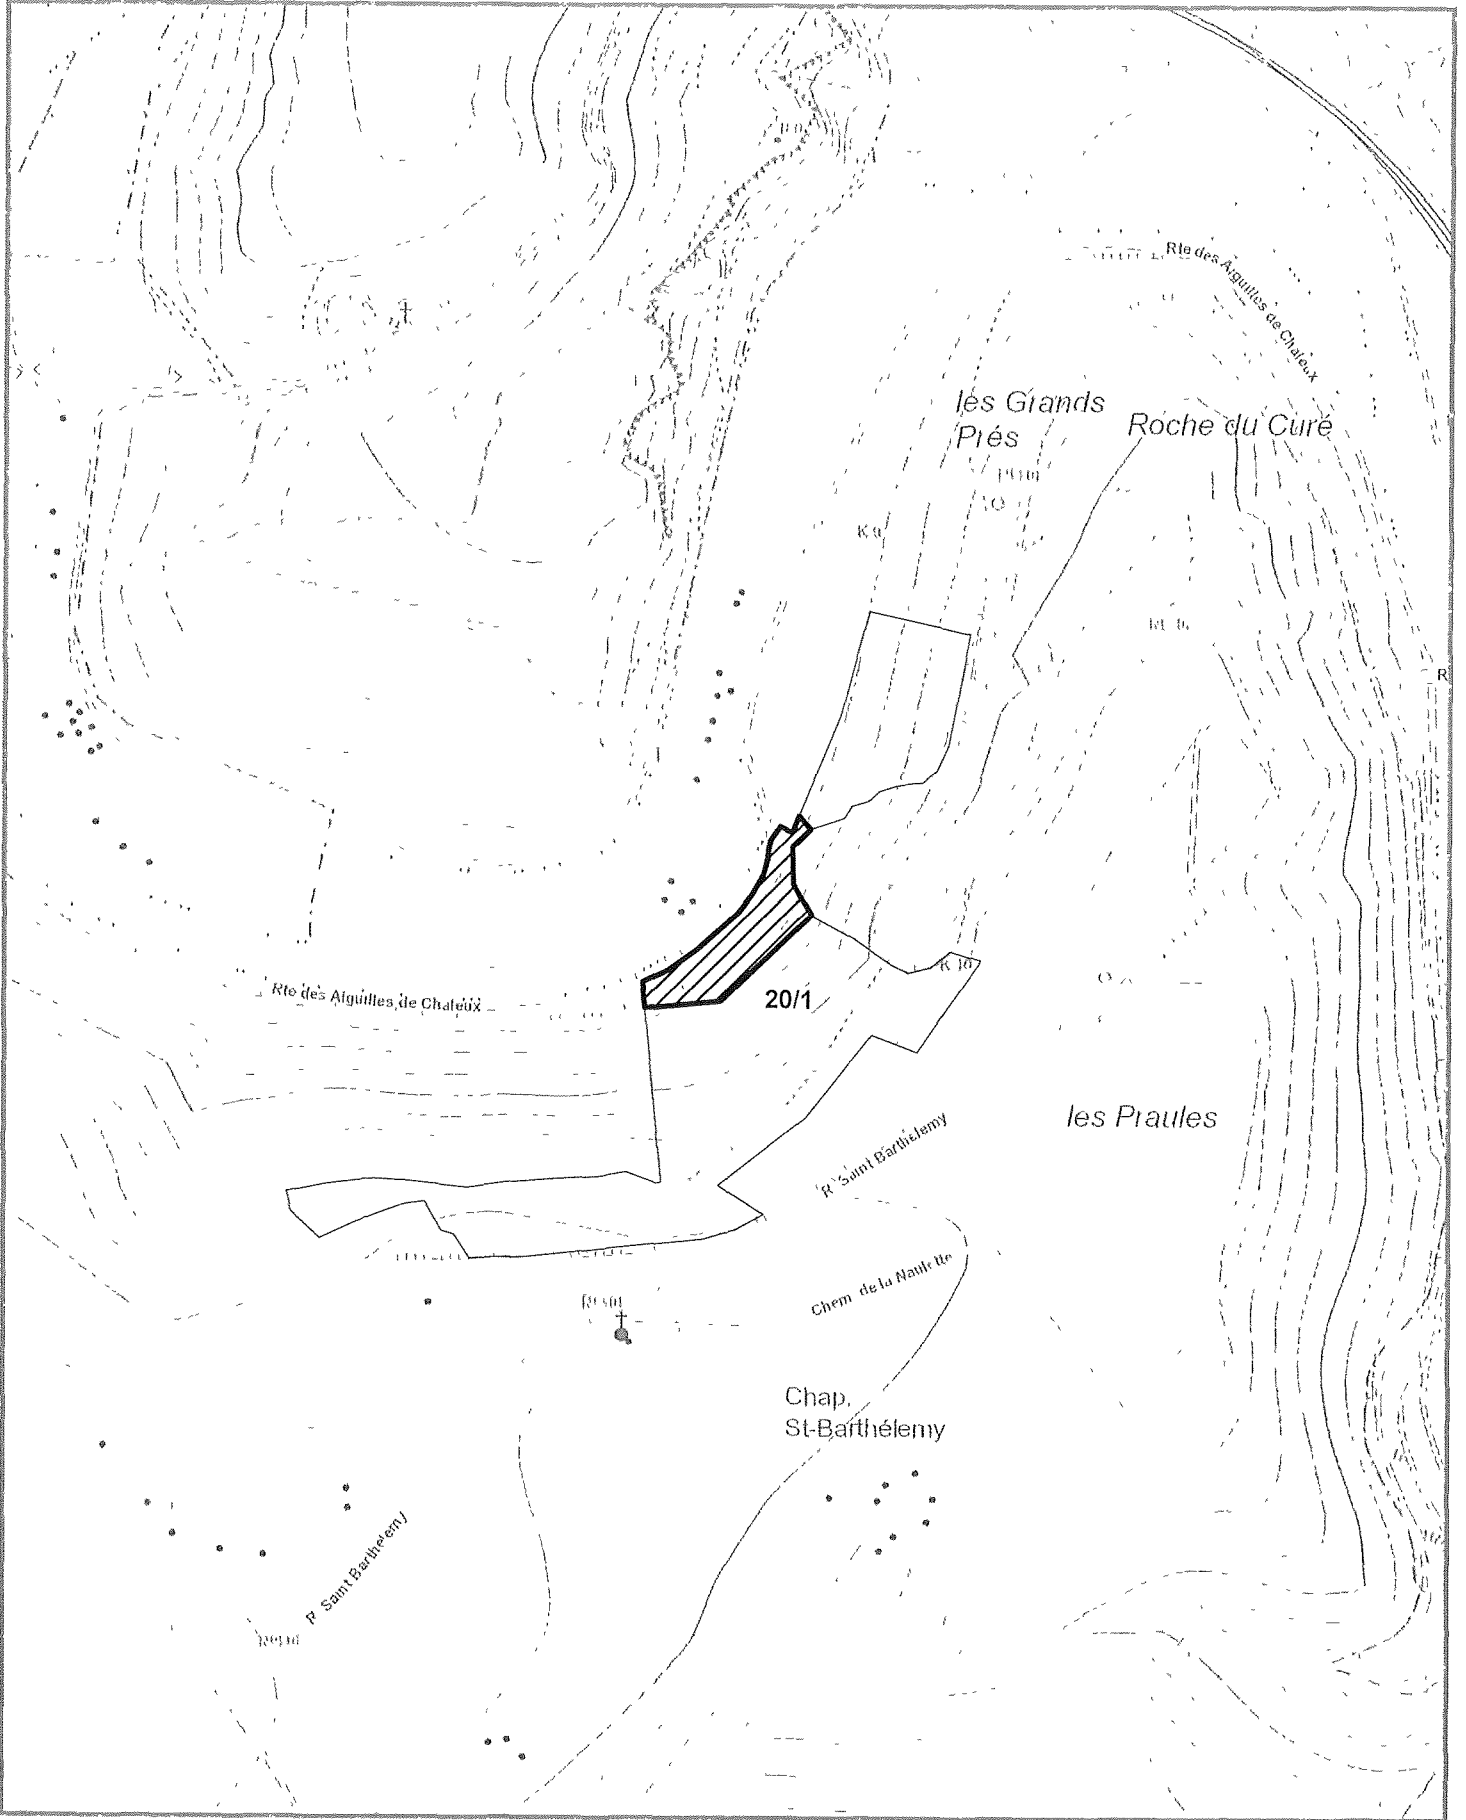 Rte des Aiguilles de Chaleux
les Grands
Prés
Roche du Curé
R
Rte des Aiguilles de Chaleux
20/1
les Praules
R Saint Barthélemy
Chem de la Naulette
Chap.
St-Barthélemy
R Saint Barthélemy